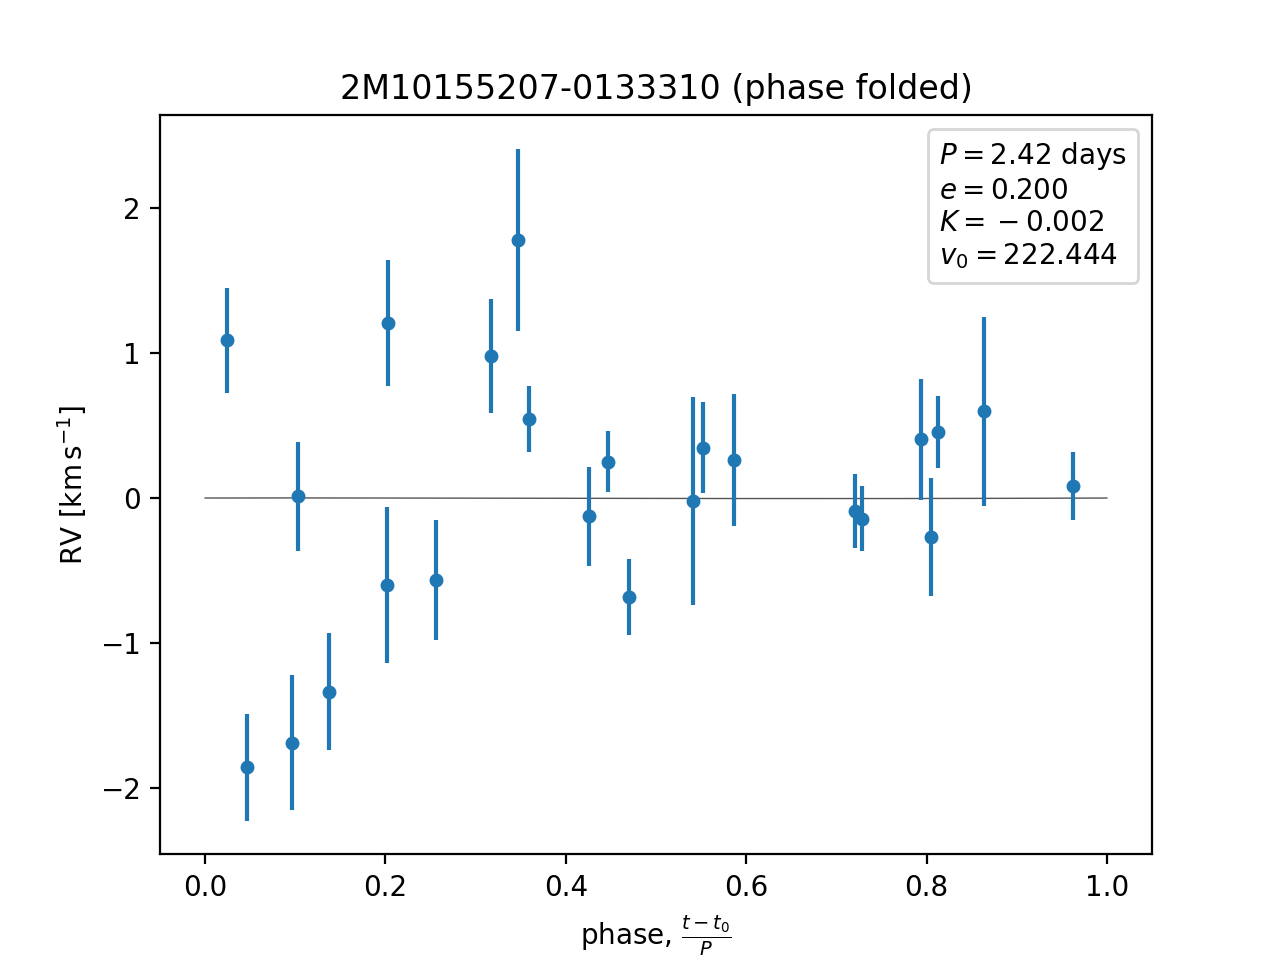 2M10155207-0133310 (phase folded)
P = 2.42 days
e = 0.200
K = −0.002
v₀ = 222.444
2
1
0
−1
−2
RV [km s⁻¹]
0.0 0.2 0.4 0.6 0.8 1.0
phase, (t − t₀)/P